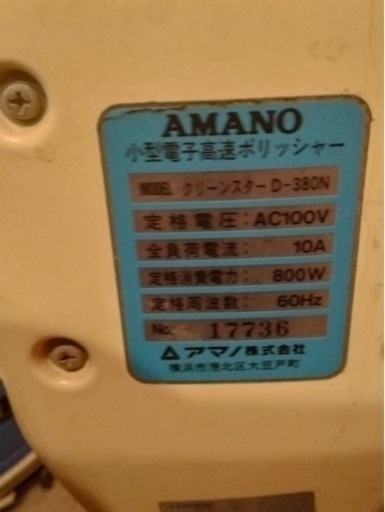 AMANO
小型電子高速ポリッシャー
MODEL クリーンスターD-380N
定格電圧:AC100V
全負荷電流: 10A
定格消費電力: 800W
定格周波数: 60Hz
No. 17736
アマノ株式会社
横浜市港北区大豆戸町